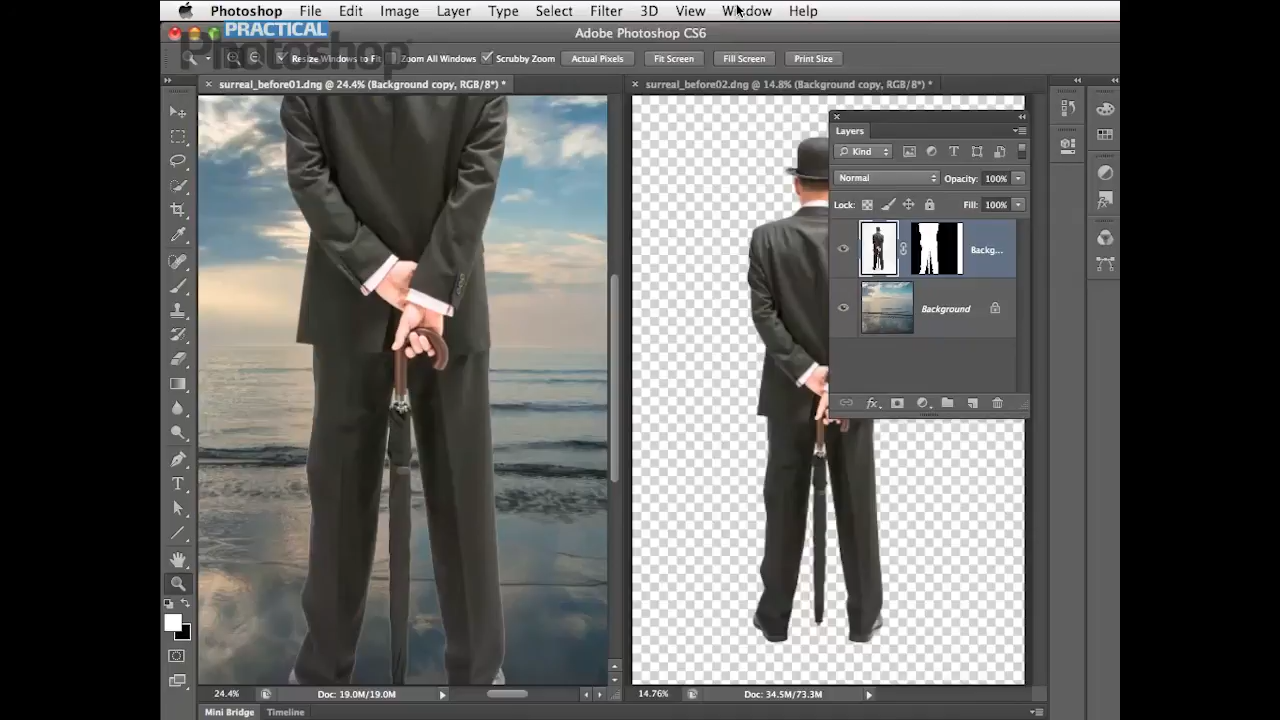 Photoshop File Edit Image Layer Type Select Filter 3D View Window Help
PRACTICAL
Photoshop
Adobe Photoshop CS6
Resize Windows to Fit Zoom All Windows Scrubby Zoom Actual Pixels Fit Screen Fill Screen Print Size
surreal_before01.dng @ 24.4% (Background copy, RGB/8*) *
surreal_before02.dng @ 14.8% (Background copy, RGB/8*) *
Layers
Kind
Normal Opacity: 100%
Lock: Fill: 100%
Backg...
Background
24.4% Doc: 19.0M/19.0M
14.76% Doc: 34.5M/73.3M
Mini Bridge Timeline